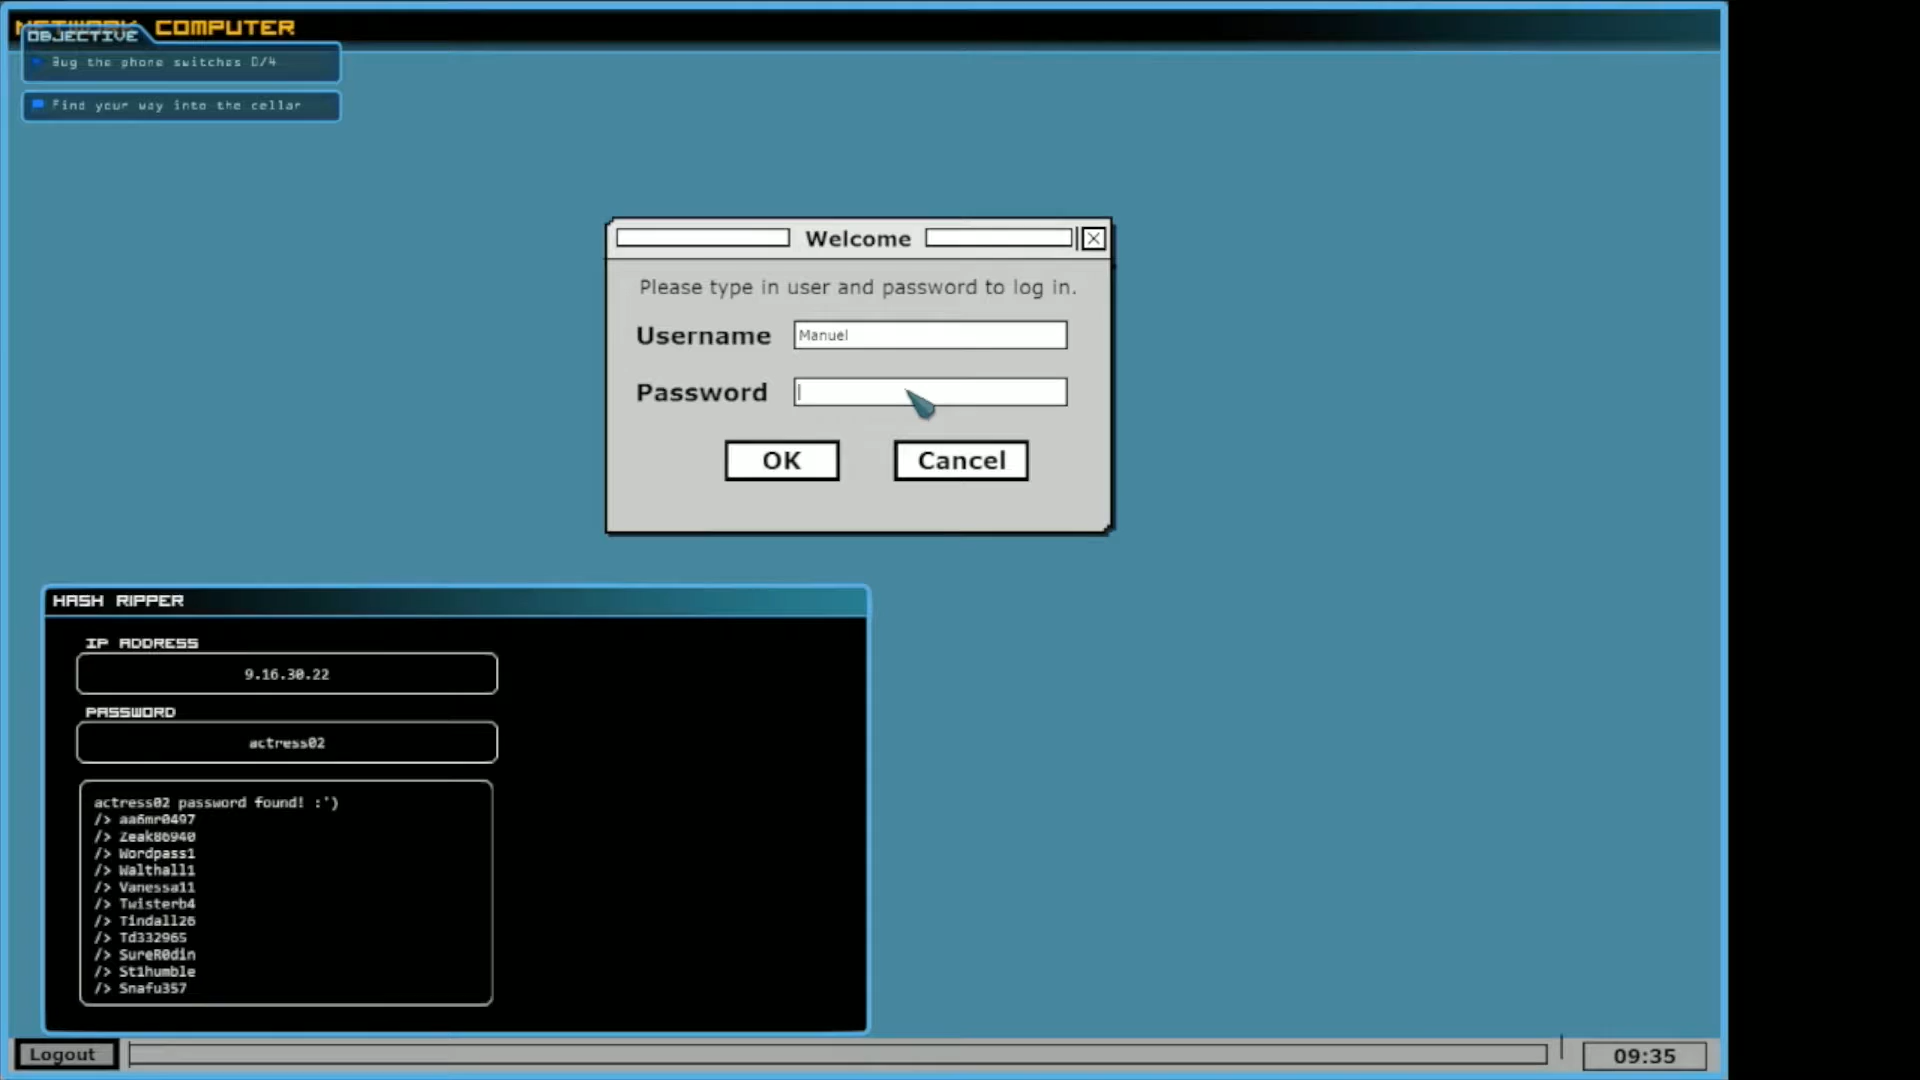 NETWORK COMPUTER
OBJECTIVE
Bug the phone switches 0/4
Find your way into the cellar
Welcome
Please type in user and password to log in.
Username
Manuel
Password
OK
Cancel
HASH RIPPER
IP ADDRESS
9.16.30.22
PASSWORD
actress02
actress02 password found! :')
/> aa6mr0497
/> Zeak86940
/> Wordpass1
/> Walthall1
/> Vanessa11
/> Twisterb4
/> Tindall26
/> Td332965
/> SureR0din
/> St1humble
/> Snafu357
Logout
09:35